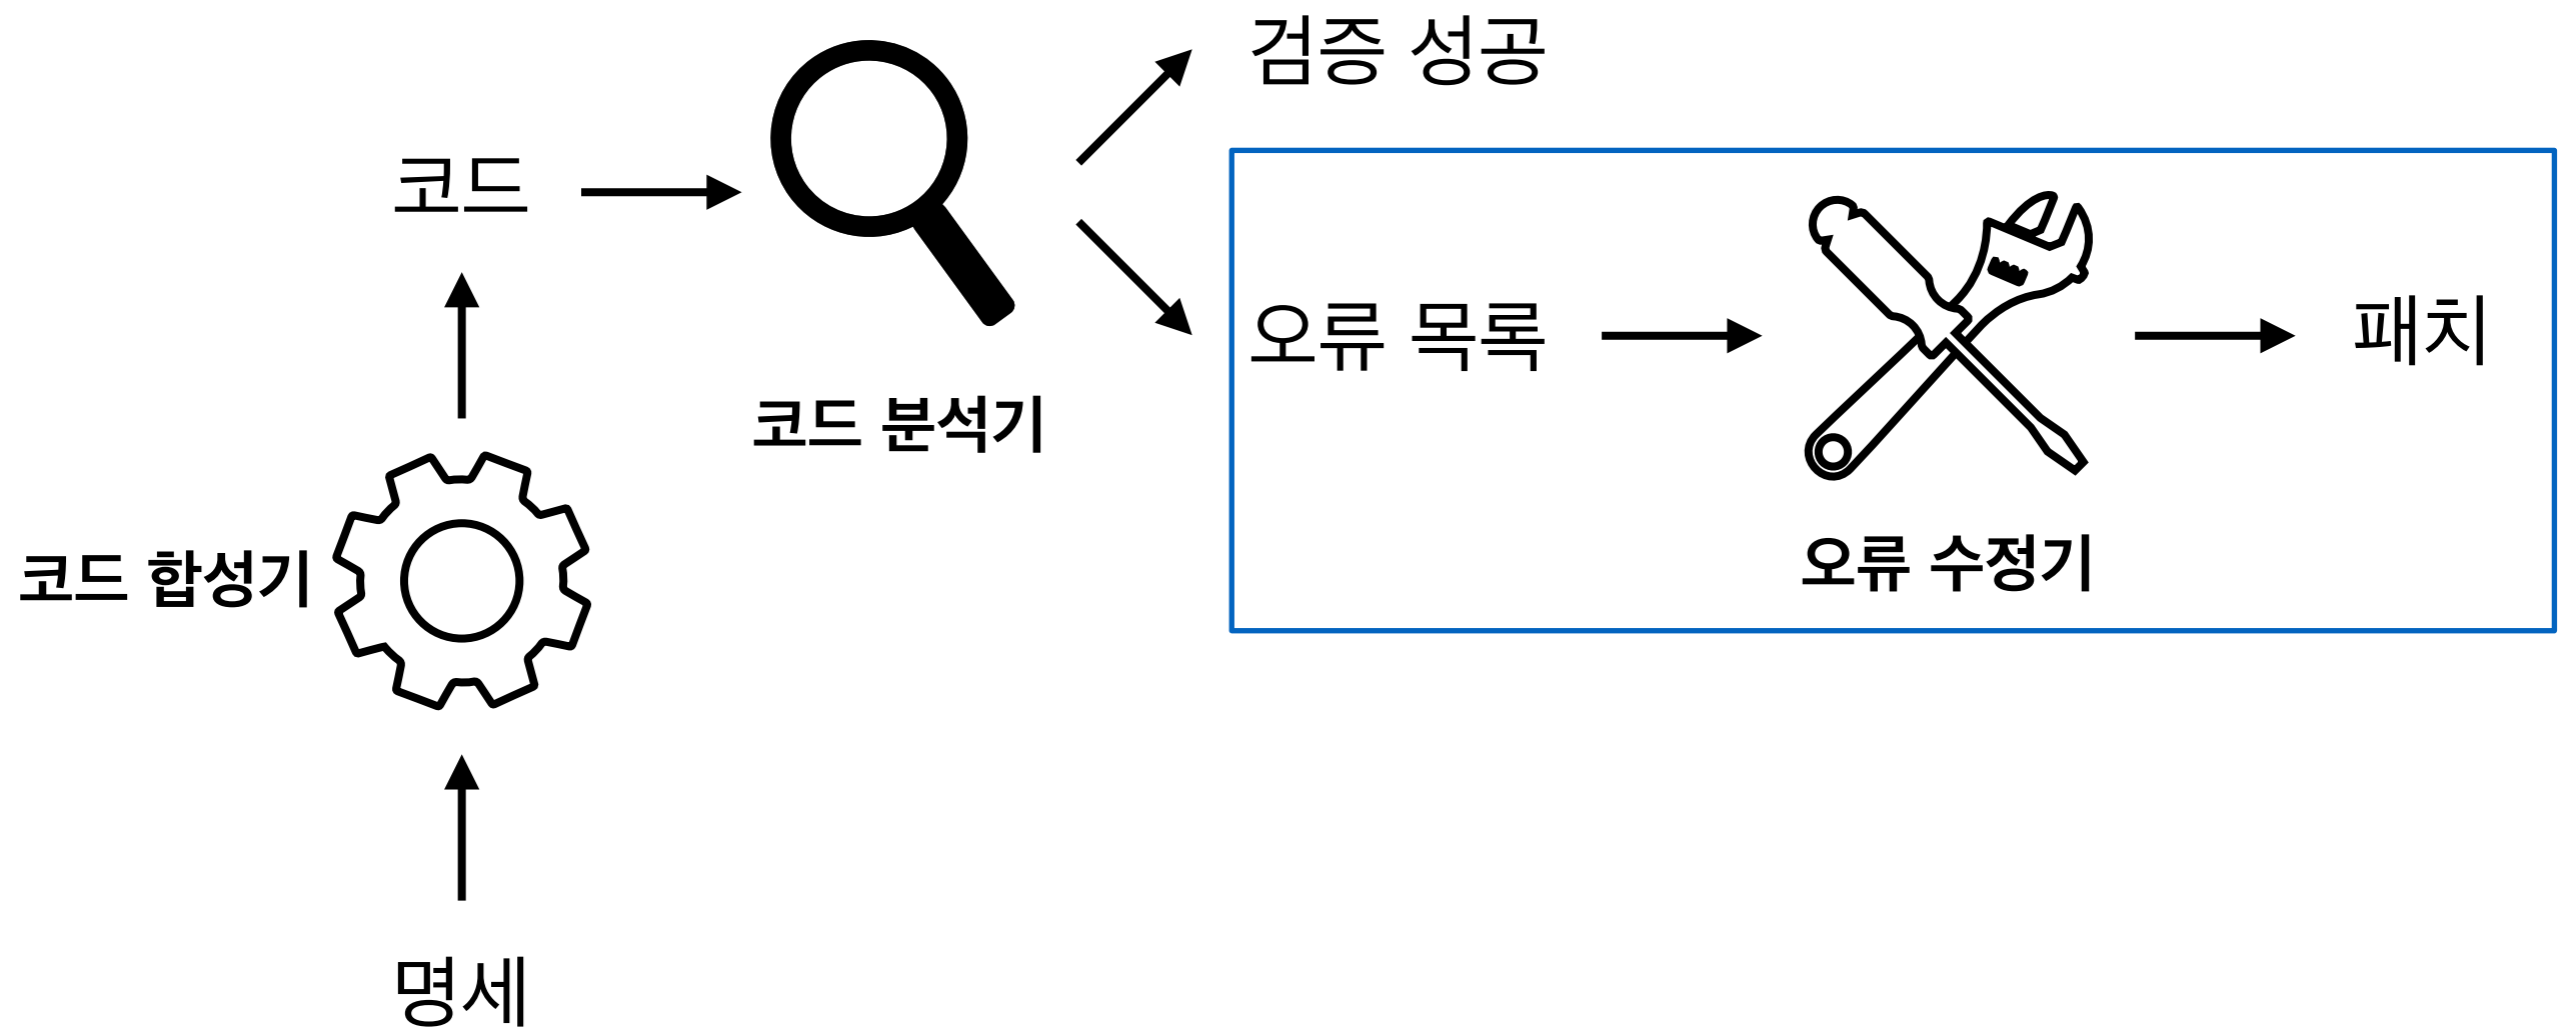 검증 성공
코드
오류 목록
패치
코드 분석기
오류 수정기
코드 합성기
명세